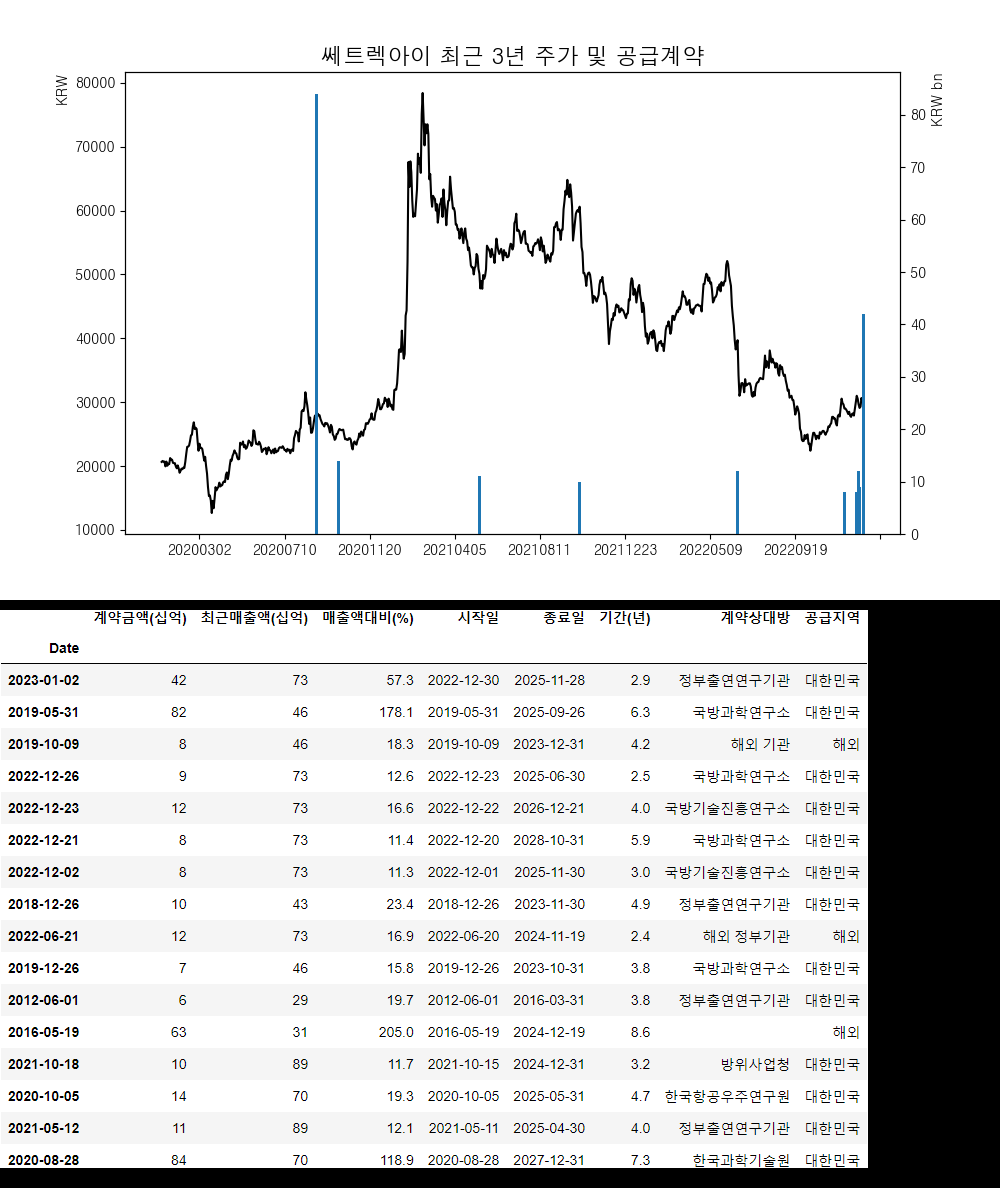 쎄트렉아이 최근 3년 주가 및 공급계약
KRW
KRW bn
80000
70000
60000
50000
40000
30000
20000
10000
80
70
60
50
40
30
20
10
0
20200302 20200710 20201120 20210405 20210811 20211223 20220509 20220919
계약금액(십억) 최근매출액(십억) 매출액대비(%) 시작일 종료일 기간(년) 계약상대방 공급지역
Date
2023-01-02 42 73 57.3 2022-12-30 2025-11-28 2.9 정부출연연구기관 대한민국
2019-05-31 82 46 178.1 2019-05-31 2025-09-26 6.3 국방과학연구소 대한민국
2019-10-09 8 46 18.3 2019-10-09 2023-12-31 4.2 해외 기관 해외
2022-12-26 9 73 12.6 2022-12-23 2025-06-30 2.5 국방과학연구소 대한민국
2022-12-23 12 73 16.6 2022-12-22 2026-12-21 4.0 국방기술진흥연구소 대한민국
2022-12-21 8 73 11.4 2022-12-20 2028-10-31 5.9 국방과학연구소 대한민국
2022-12-02 8 73 11.3 2022-12-01 2025-11-30 3.0 국방기술진흥연구소 대한민국
2018-12-26 10 43 23.4 2018-12-26 2023-11-30 4.9 정부출연연구기관 대한민국
2022-06-21 12 73 16.9 2022-06-20 2024-11-19 2.4 해외 정부기관 해외
2019-12-26 7 46 15.8 2019-12-26 2023-10-31 3.8 국방과학연구소 대한민국
2012-06-01 6 29 19.7 2012-06-01 2016-03-31 3.8 정부출연연구기관 대한민국
2016-05-19 63 31 205.0 2016-05-19 2024-12-19 8.6 해외
2021-10-18 10 89 11.7 2021-10-15 2024-12-31 3.2 방위사업청 대한민국
2020-10-05 14 70 19.3 2020-10-05 2025-05-31 4.7 한국항공우주연구원 대한민국
2021-05-12 11 89 12.1 2021-05-11 2025-04-30 4.0 정부출연연구기관 대한민국
2020-08-28 84 70 118.9 2020-08-28 2027-12-31 7.3 한국과학기술원 대한민국